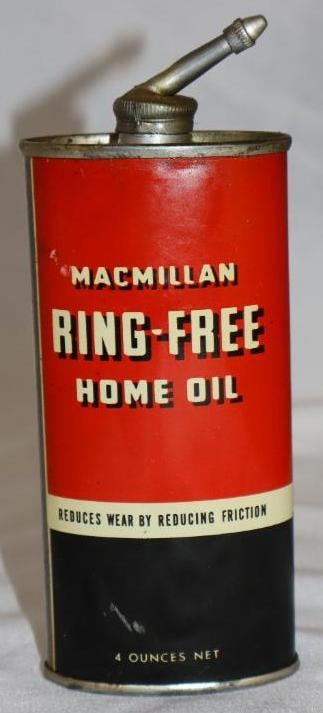 MACMILLAN
RING-FREE
HOME OIL
REDUCES WEAR BY REDUCING FRICTION
4 OUNCES NET